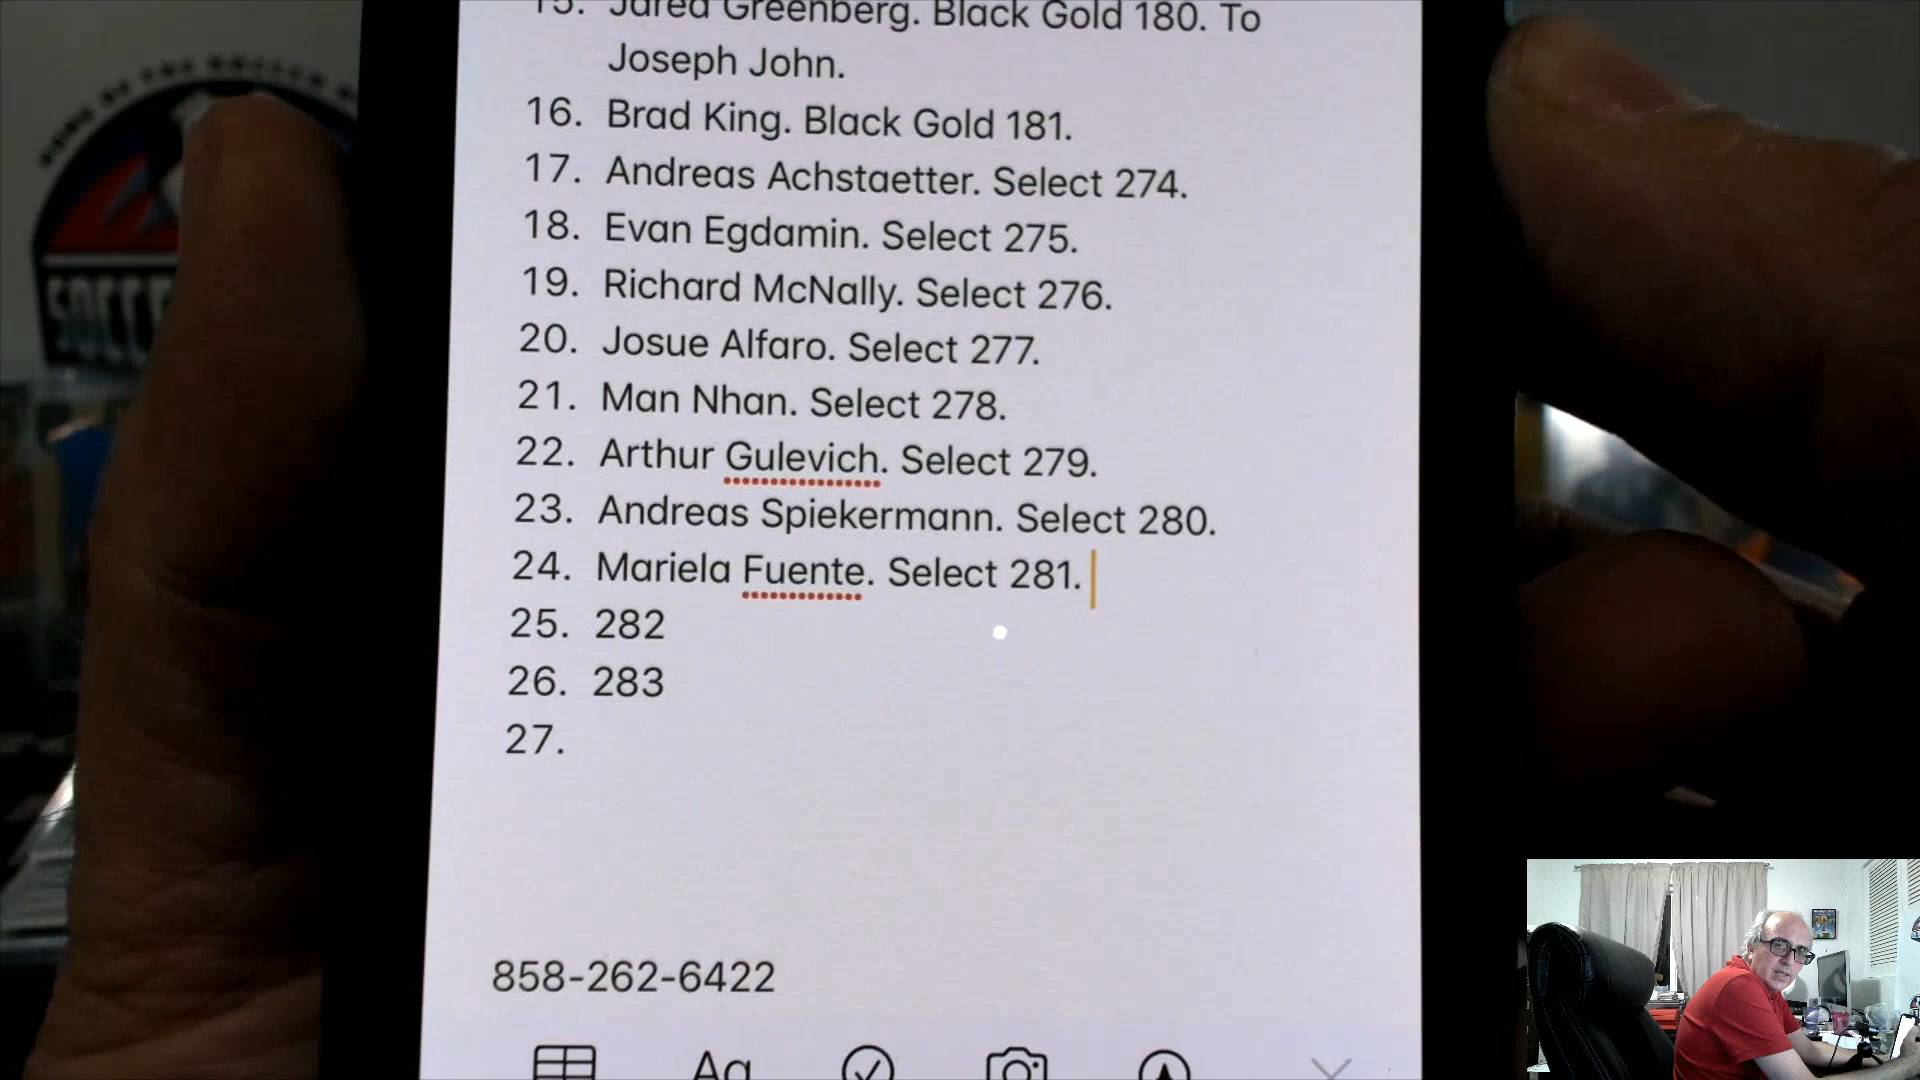 15. Jared Greenberg. Black Gold 180. To
Joseph John.
16. Brad King. Black Gold 181.
17. Andreas Achstaetter. Select 274.
18. Evan Egdamin. Select 275.
19. Richard McNally. Select 276.
20. Josue Alfaro. Select 277.
21. Man Nhan. Select 278.
22. Arthur Gulevich. Select 279.
23. Andreas Spiekermann. Select 280.
24. Mariela Fuente. Select 281.
25. 282
26. 283
27.
858-262-6422
Aa